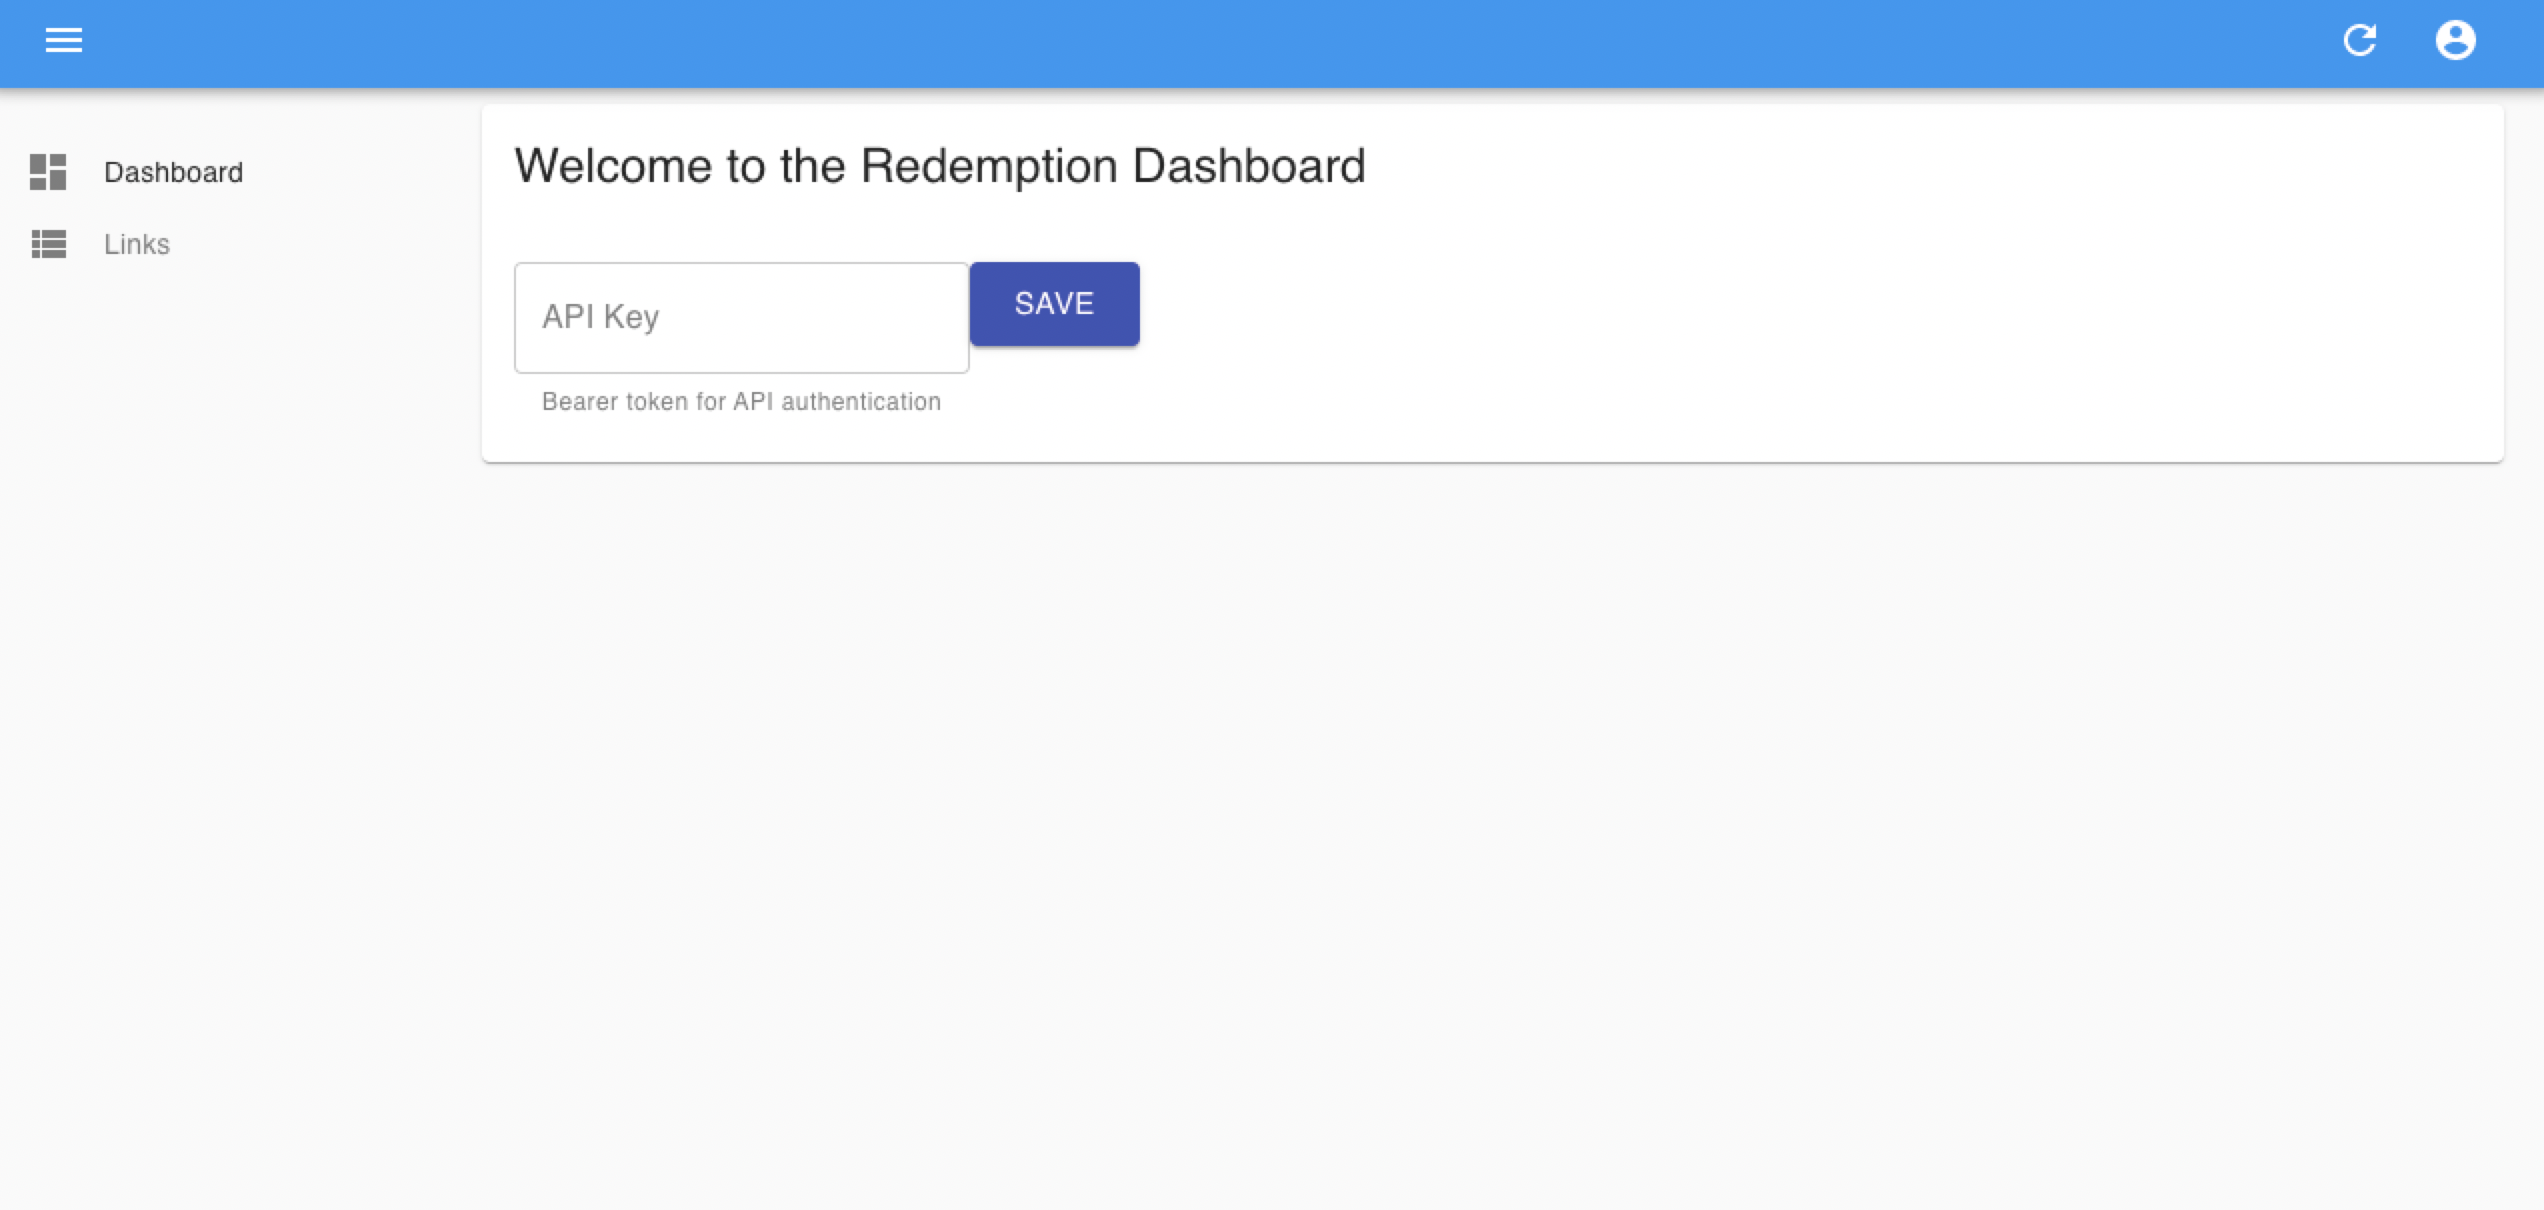 Dashboard
Links
Welcome to the Redemption Dashboard
API Key
SAVE
Bearer token for API authentication